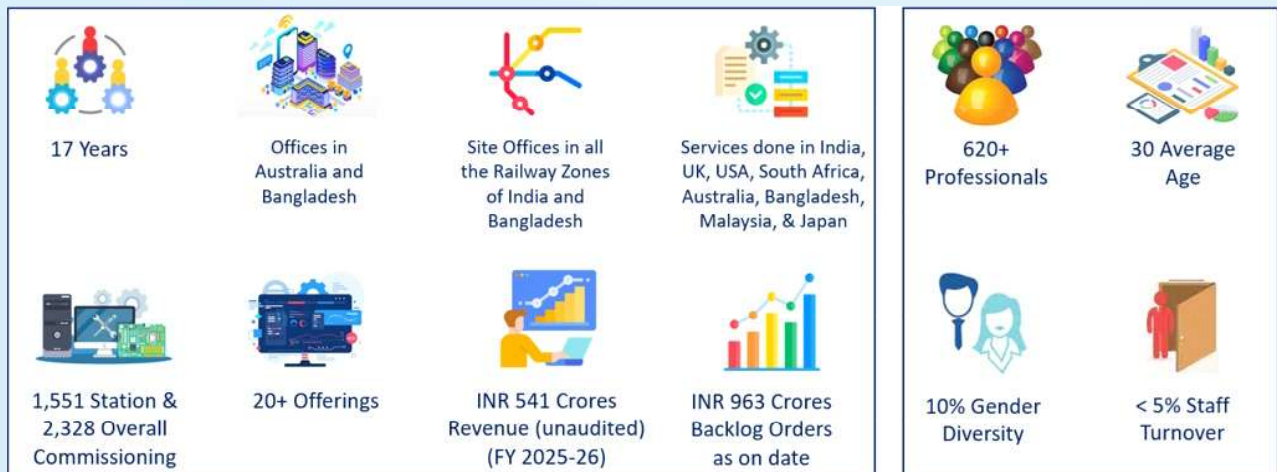 17 Years
Offices in
Australia and
Bangladesh
Site Offices in all
the Railway Zones
of India and
Bangladesh
Services done in India,
UK, USA, South Africa,
Australia, Bangladesh,
Malaysia, & Japan
620+
Professionals
30 Average
Age
1,551 Station &
2,328 Overall
Commissioning
20+ Offerings
INR 541 Crores
Revenue (unaudited)
(FY 2025-26)
INR 963 Crores
Backlog Orders
as on date
10% Gender
Diversity
< 5% Staff
Turnover